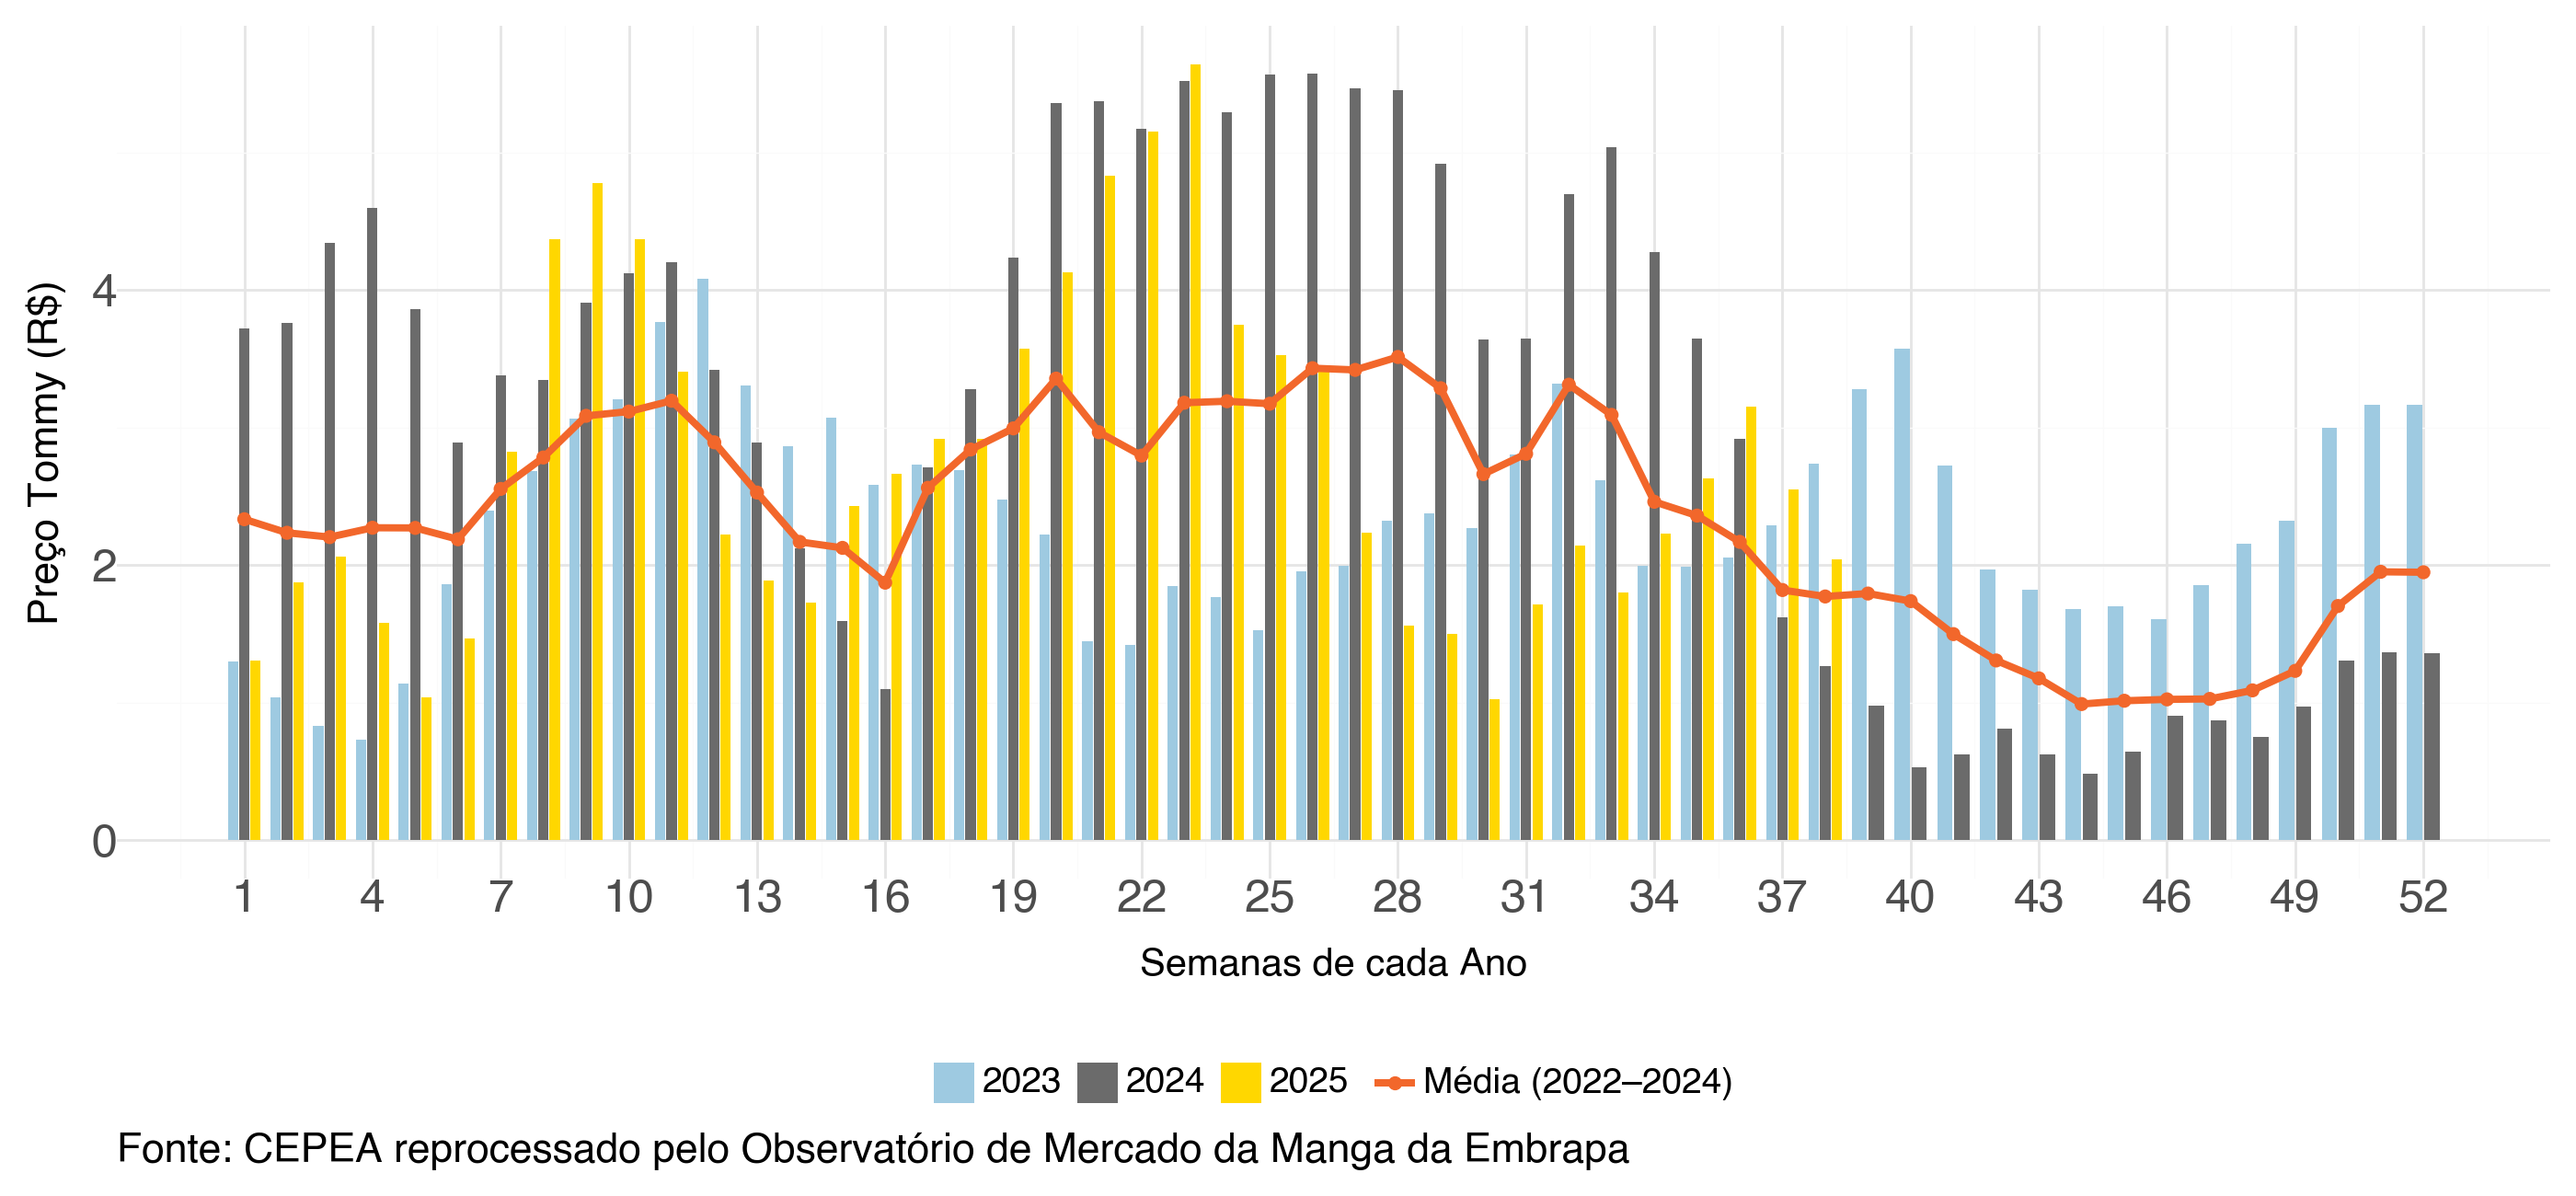 Preço Tommy (R$)
4
2
0
1 4 7 10 13 16 19 22 25 28 31 34 37 40 43 46 49 52
Semanas de cada Ano
2023 2024 2025 Média (2022–2024)
Fonte: CEPEA reprocessado pelo Observatório de Mercado da Manga da Embrapa